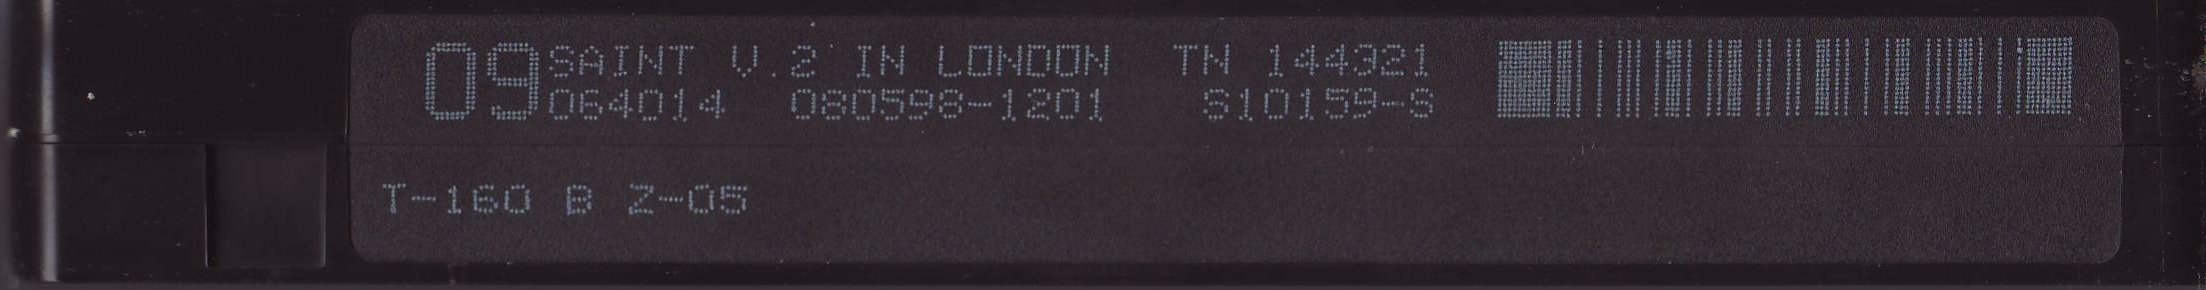 09 SAINT V.2 IN LONDON TN 144321
064014 080598-1201 S10159-S
T-160 B Z-05